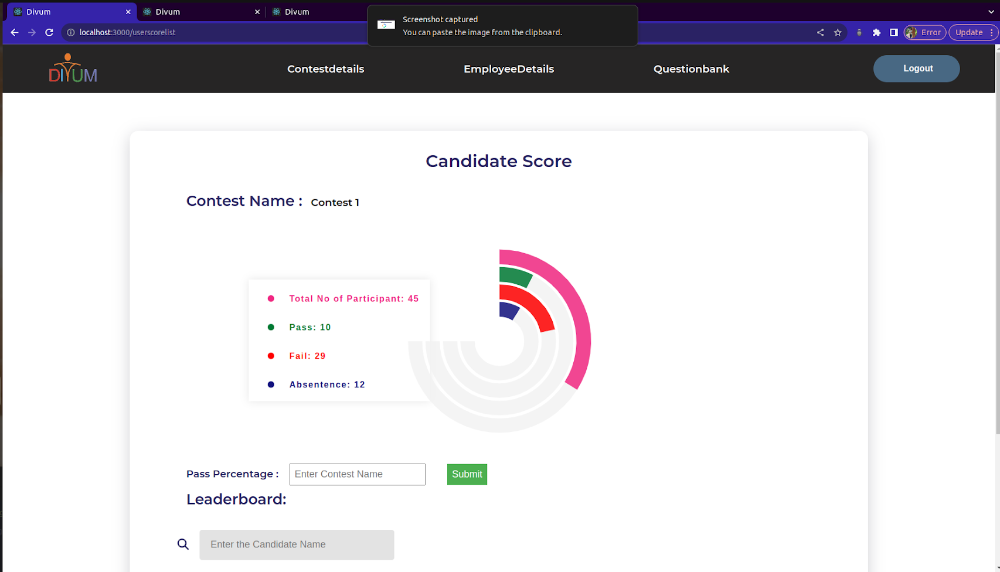 Divum
Divum
Divum
Screenshot captured
You can paste the image from the clipboard.
localhost:3000/userscorelist
Error
Update
DIVUM
Contestdetails
EmployeeDetails
Questionbank
Logout
Candidate Score
Contest Name : Contest 1
Total No of Participant: 45
Pass: 10
Fail: 29
Absentence: 12
Pass Percentage : Enter Contest Name Submit
Leaderboard:
Enter the Candidate Name